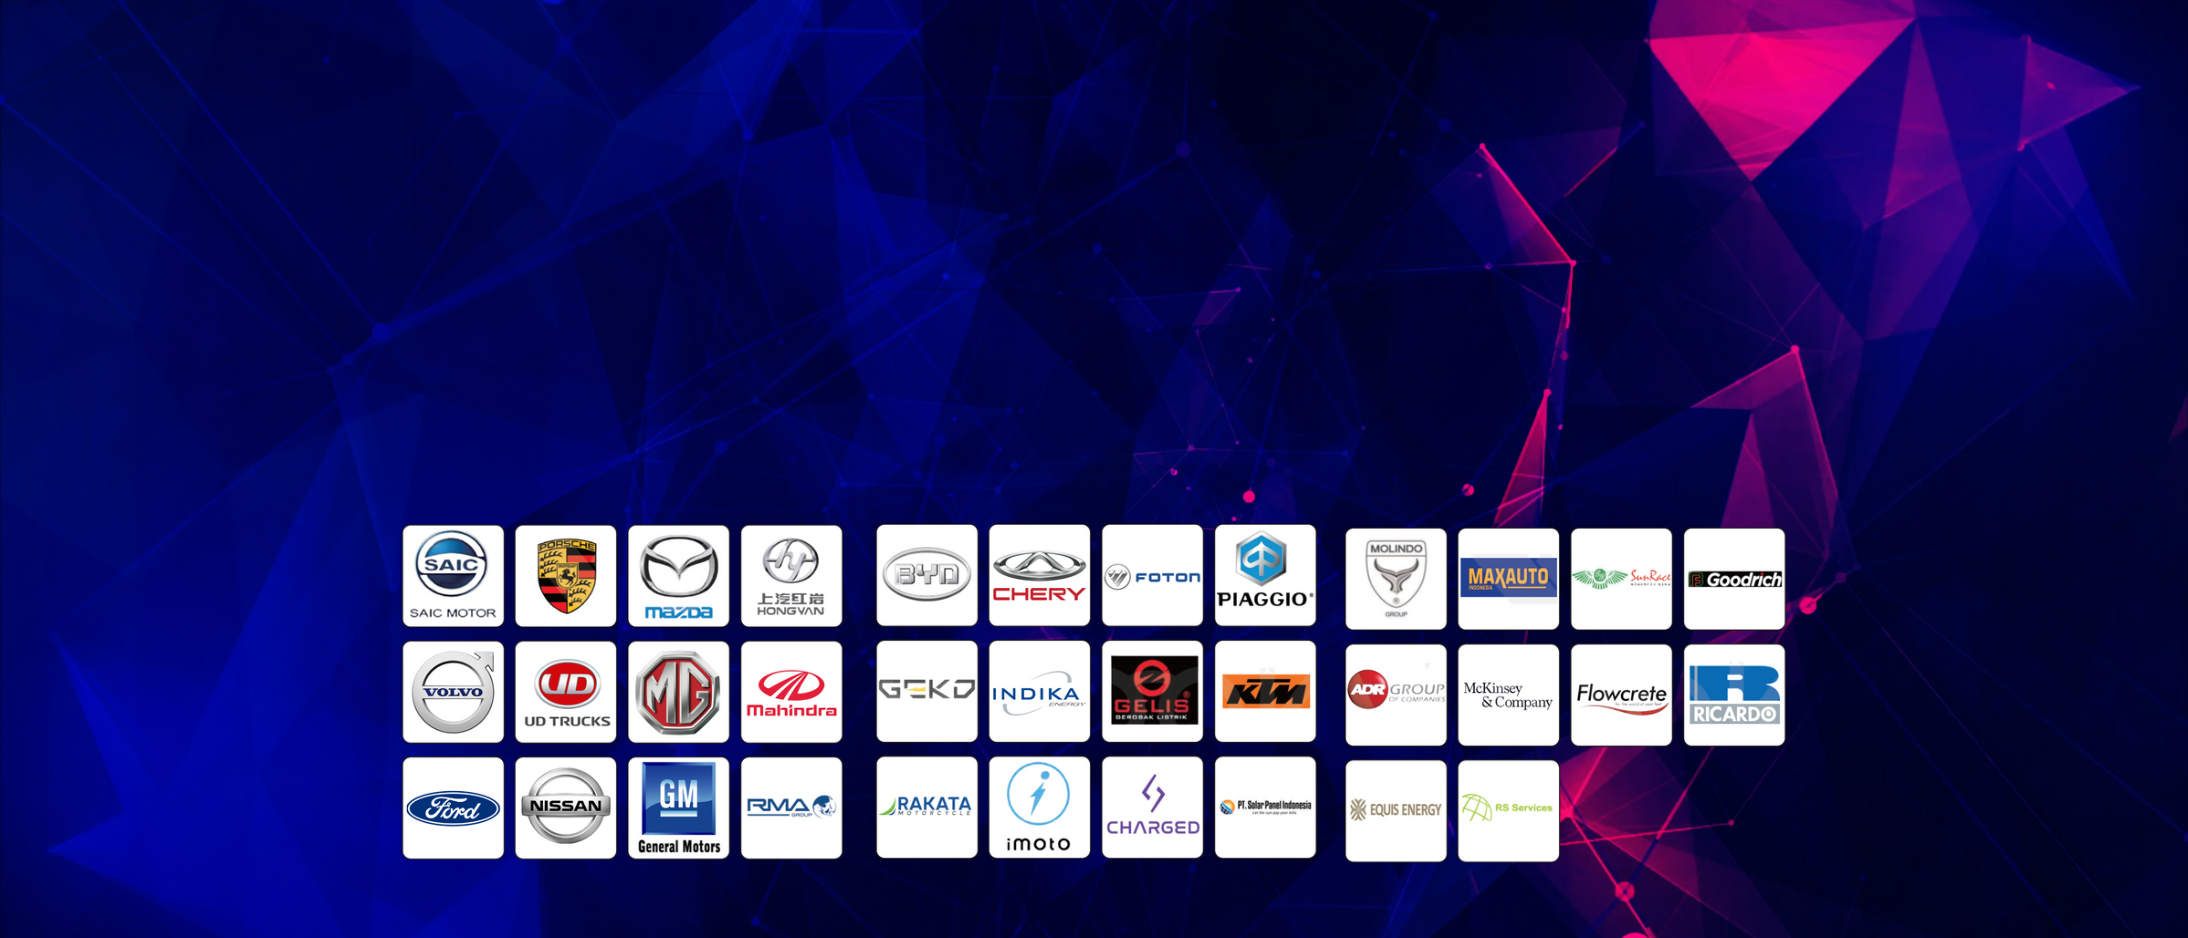 SAIC
SAIC MOTOR
PORSCHE
mazda
上汽红岩
HONGYAN
BYD
CHERY
FOTON
PIAGGIO
MOLINDO
GROUP
MAXAUTO
INDONESIA
SunRace
Goodrich
VOLVO
UD
UD TRUCKS
MG
Mahindra
GEKO
INDIKA
ENERGY
GELIS
GEROBAK LISTRIK
KTM
ADR GROUP
OF COMPANIES
McKinsey
& Company
Flowcrete
R
RICARDO
Ford
NISSAN
GM
General Motors
RMA
GROUP
RAKATA
MOTORCYCLE
imoto
CHARGED
PT. Solar Panel Indonesia
EQUIS ENERGY
RS Services